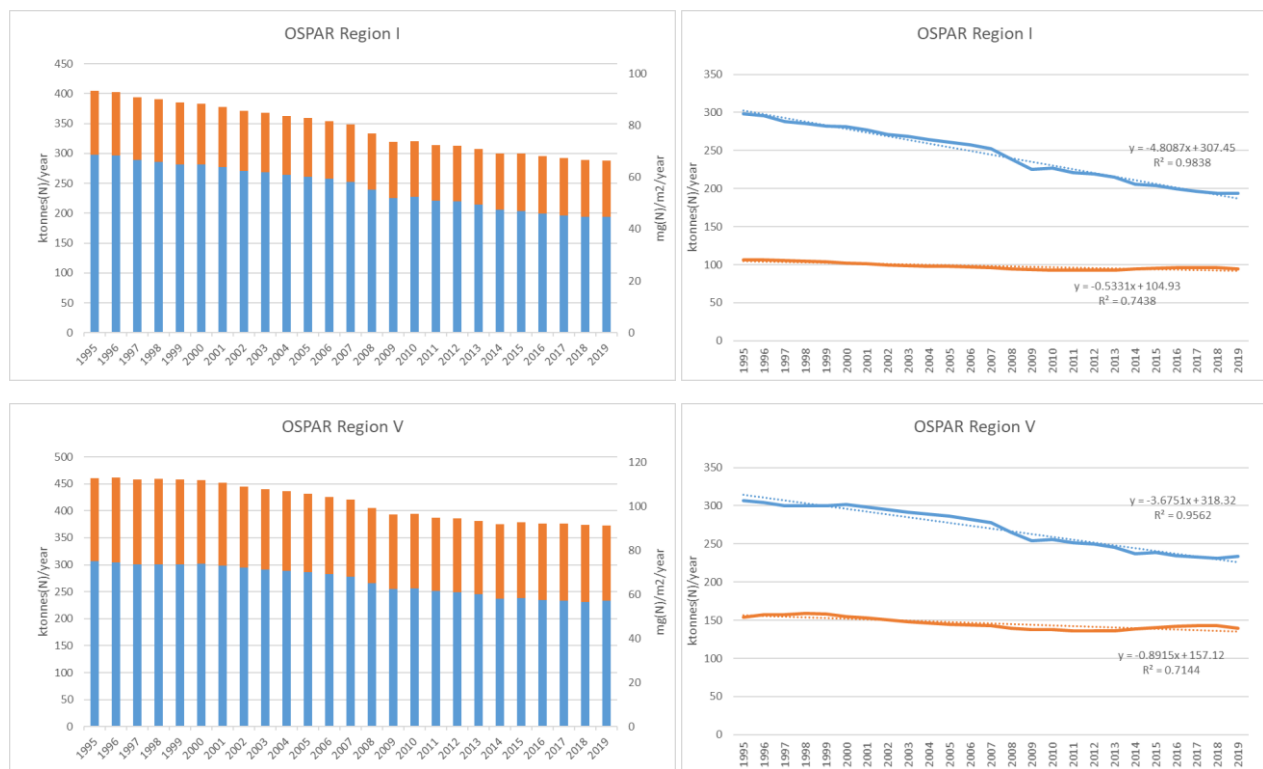 OSPAR Region I
ktonnes(N)/year
450
400
350
300
250
200
150
100
50
0
mg(N)/m2/year
100
80
60
40
20
0
1995 1996 1997 1998 1999 2000 2001 2002 2003 2004 2005 2006 2007 2008 2009 2010 2011 2012 2013 2014 2015 2016 2017 2018 2019
OSPAR Region I
ktonnes(N)/year
350
300
250
200
150
100
50
0
y = -4.8087x + 307.45
R² = 0.9838
y = -0.5331x + 104.93
R² = 0.7438
1995 1996 1997 1998 1999 2000 2001 2002 2003 2004 2005 2006 2007 2008 2009 2010 2011 2012 2013 2014 2015 2016 2017 2018 2019
OSPAR Region V
ktonnes(N)/year
500
450
400
350
300
250
200
150
100
50
0
mg(N)/m2/year
120
100
80
60
40
20
0
1995 1996 1997 1998 1999 2000 2001 2002 2003 2004 2005 2006 2007 2008 2009 2010 2011 2012 2013 2014 2015 2016 2017 2018 2019
OSPAR Region V
ktonnes(N)/year
350
300
250
200
150
100
50
0
y = -3.6751x + 318.32
R² = 0.9562
y = -0.8915x + 157.12
R² = 0.7144
1995 1996 1997 1998 1999 2000 2001 2002 2003 2004 2005 2006 2007 2008 2009 2010 2011 2012 2013 2014 2015 2016 2017 2018 2019